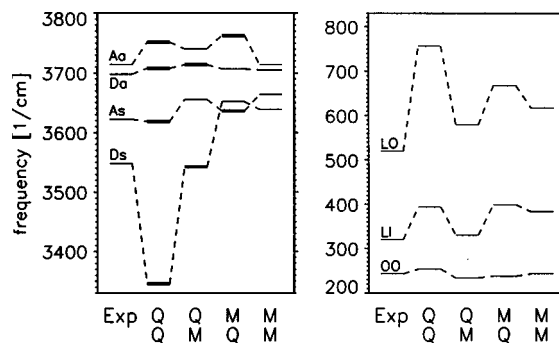 frequency [1/cm]
3800
3700
3600
3500
3400
Aa
Da
As
Ds
Exp Q Q M M
Q M Q M
800
700
600
500
400
300
200
LO
LI
OO
Exp Q Q M M
Q M Q M